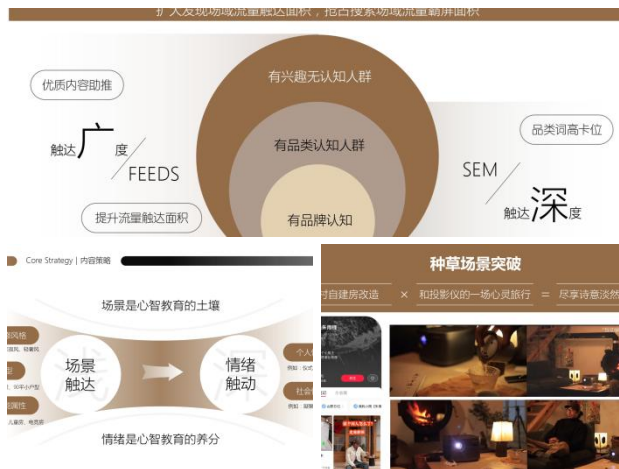 扩大发现场域流量触达面积，抢占搜索场域流量霸屏面积
有兴趣无认知人群
优质内容助推
品类词高卡位
触达广度
FEEDS
有品类认知人群
SEM
触达深度
提升流量触达面积
有品牌认知
Core Strategy | 内容策略
场景是心智教育的土壤
浅
深
场景
触达
情绪
触动
情绪是心智教育的养分
种草场景突破
村自建房改造 × 和投影仪的一场心灵旅行 = 尽享诗意淡然